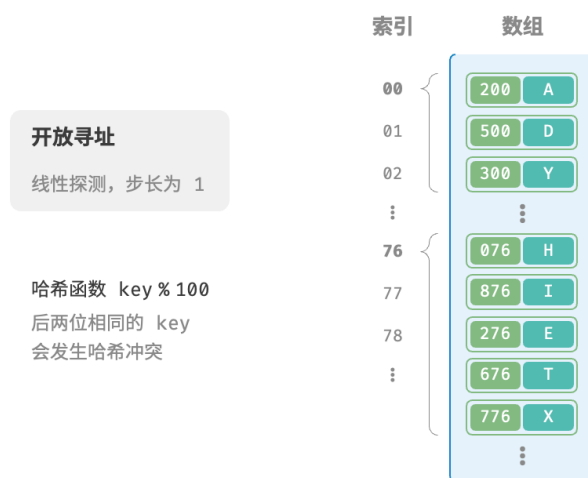 索引 数组
00 200 A
01 500 D
02 300 Y
开放寻址
线性探测，步长为 1
76 076 H
77 876 I
78 276 E
676 T
776 X
哈希函数 key % 100
后两位相同的 key
会发生哈希冲突